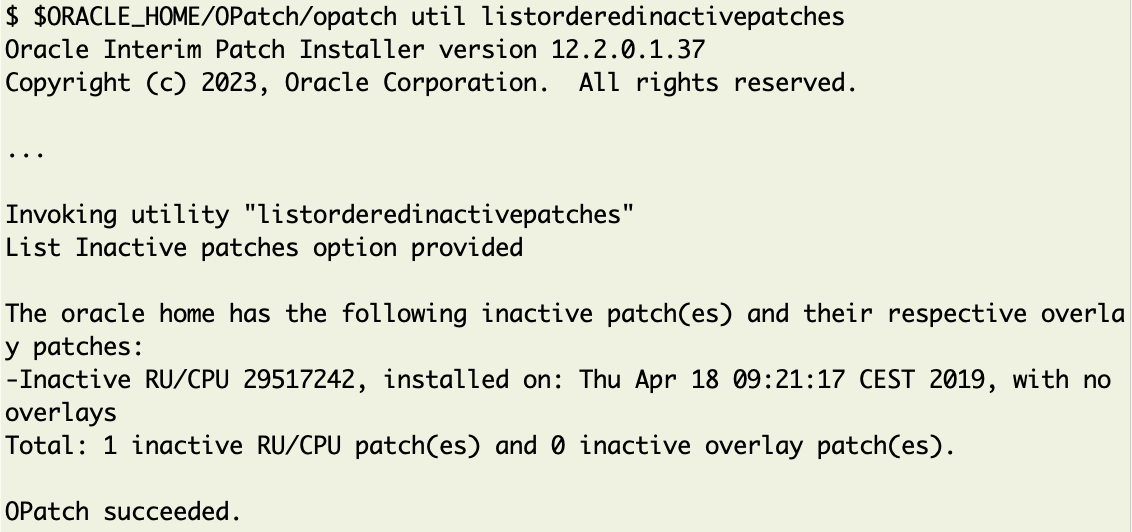 $ $ORACLE_HOME/OPatch/opatch util listorderedinactivepatches
Oracle Interim Patch Installer version 12.2.0.1.37
Copyright (c) 2023, Oracle Corporation.  All rights reserved.
...
Invoking utility "listorderedinactivepatches"
List Inactive patches option provided
The oracle home has the following inactive patch(es) and their respective overla
y patches:
-Inactive RU/CPU 29517242, installed on: Thu Apr 18 09:21:17 CEST 2019, with no
overlays
Total: 1 inactive RU/CPU patch(es) and 0 inactive overlay patch(es).
OPatch succeeded.